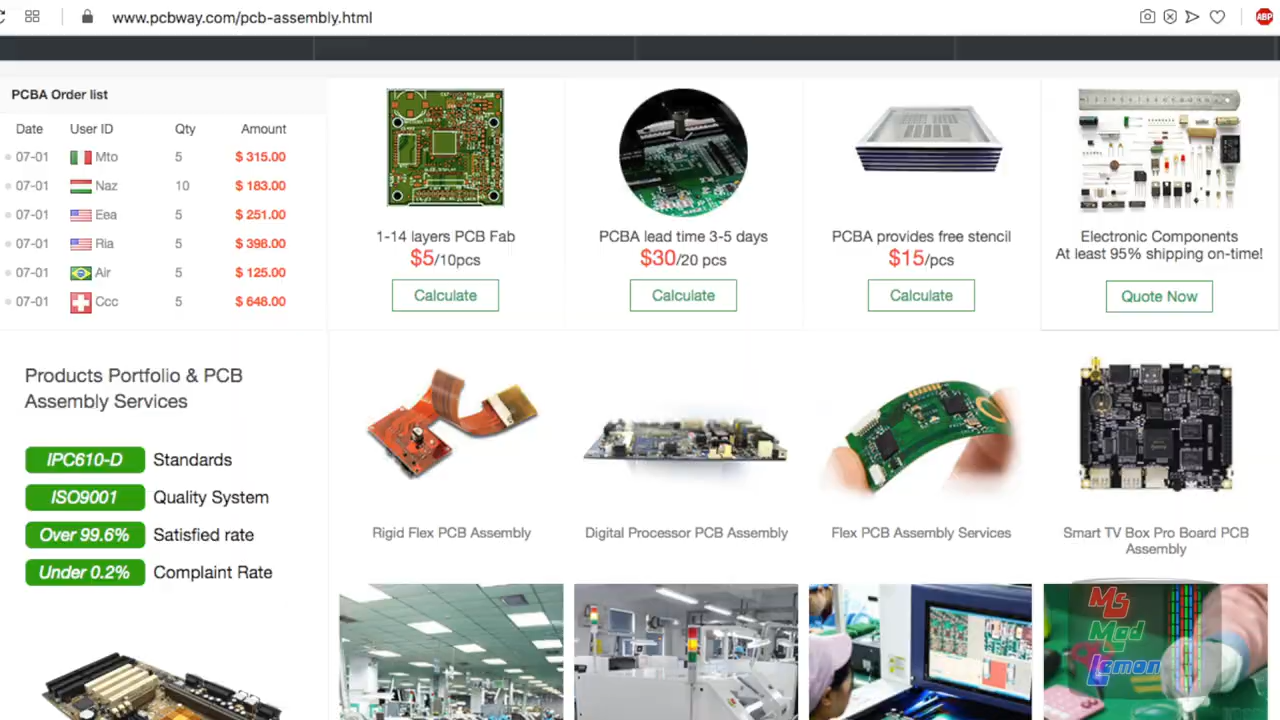 www.pcbway.com/pcb-assembly.html
ABP
PCBA Order list
Date User ID Qty Amount
07-01 Mto 5 $ 315.00
07-01 Naz 10 $ 183.00
07-01 Eea 5 $ 251.00
07-01 Ria 5 $ 398.00
07-01 Air 5 $ 125.00
07-01 Ccc 5 $ 648.00
1-14 layers PCB Fab
$5/10pcs
Calculate
PCBA lead time 3-5 days
$30/20 pcs
Calculate
PCBA provides free stencil
$15/pcs
Calculate
Electronic Components
At least 95% shipping on-time!
Quote Now
Products Portfolio & PCB
Assembly Services
IPC610-D Standards
ISO9001 Quality System
Over 99.6% Satisfied rate
Under 0.2% Complaint Rate
Rigid Flex PCB Assembly
Digital Processor PCB Assembly
Flex PCB Assembly Services
Smart TV Box Pro Board PCB
Assembly
MS
Mad
Lemon